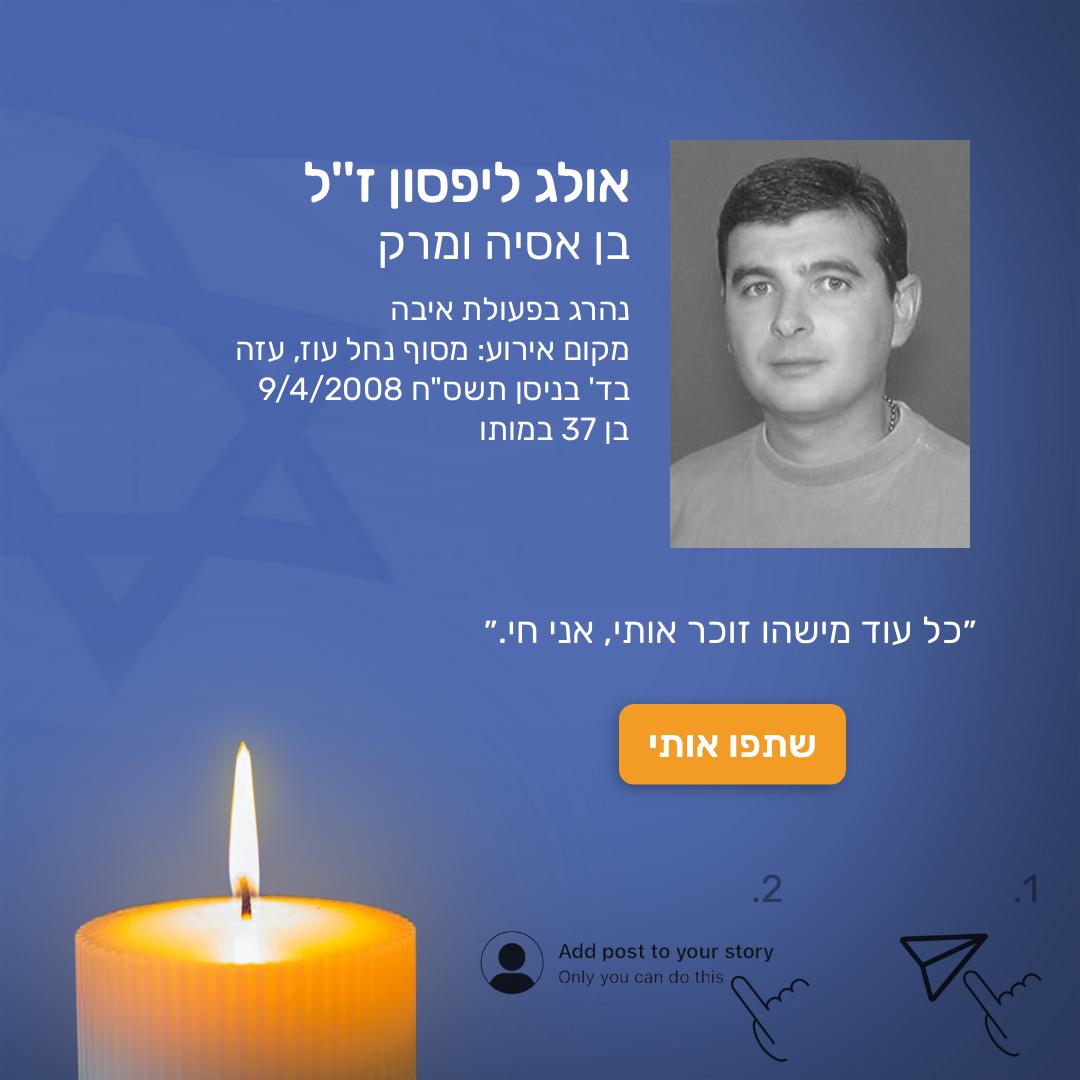 אולג ליפסון ז"ל
בן אסיה ומרק
נהרג בפעולת איבה
מקום אירוע: מסוף נחל עוז, עזה
בד' בניסן תשס"ח 9/4/2008
בן 37 במותו
״כל עוד מישהו זוכר אותי, אני חי.״
שתפו אותי
1.
2.
Add post to your story
Only you can do this